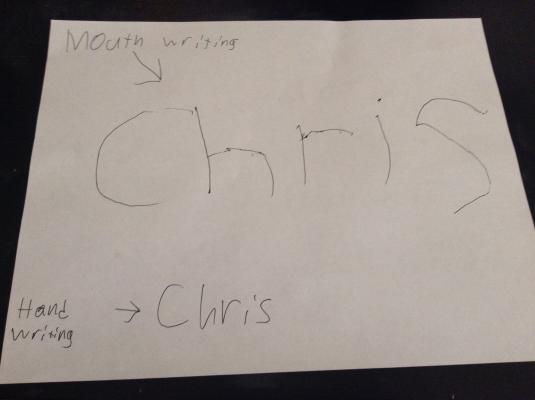 Mouth writing
Chris
Hand
writing
→ Chris